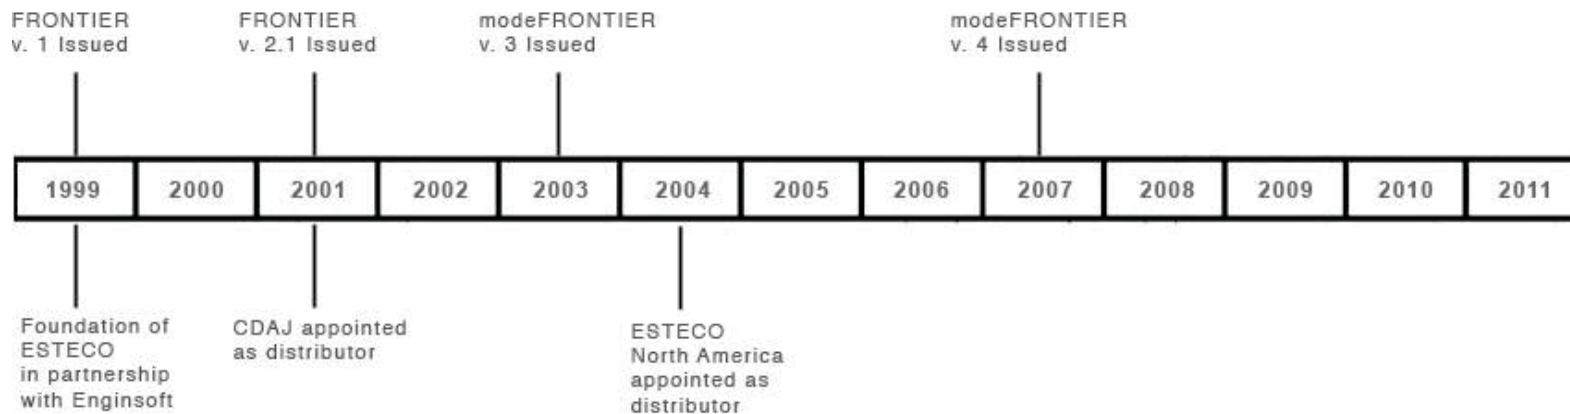 FRONTIER
v. 1 Issued
FRONTIER
v. 2.1 Issued
modeFRONTIER
v. 3 Issued
modeFRONTIER
v. 4 Issued
1999 2000 2001 2002 2003 2004 2005 2006 2007 2008 2009 2010 2011
Foundation of
ESTECO
in partnership
with Enginsoft
CDAJ appointed
as distributor
ESTECO
North America
appointed as
distributor